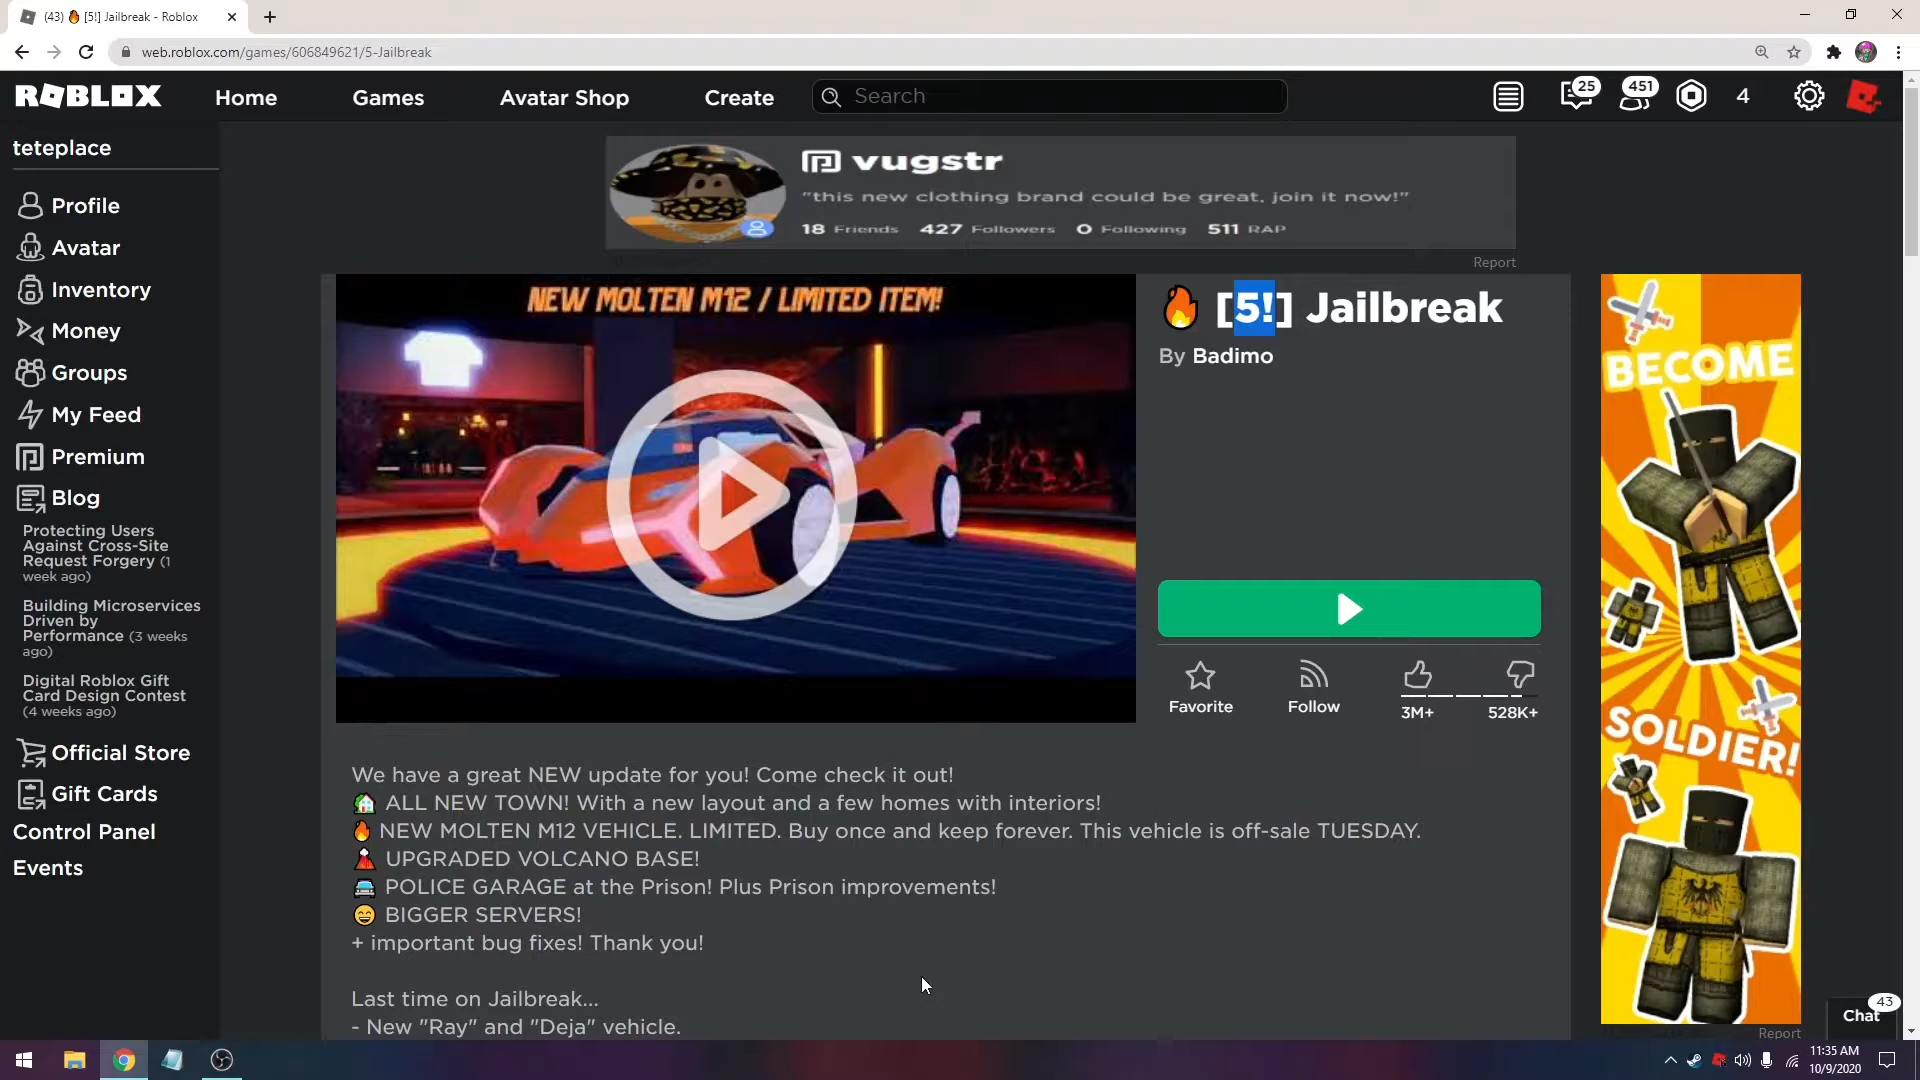 (43) 🔥 [5!] Jailbreak - Roblox
web.roblox.com/games/606849621/5-Jailbreak
ROBLOX
Home
Games
Avatar Shop
Create
Search
25
451
4
teteplace
Profile
Avatar
Inventory
Money
Groups
My Feed
Premium
Blog
Protecting Users
Against Cross-Site
Request Forgery (1
week ago)
Building Microservices
Driven by
Performance (3 weeks
ago)
Digital Roblox Gift
Card Design Contest
(4 weeks ago)
Official Store
Gift Cards
Control Panel
Events
vugstr
"this new clothing brand could be great, join it now!"
18 Friends 427 Followers 0 Following 511 RAP
Report
NEW MOLTEN M12 / LIMITED ITEM!
🔥 [5!] Jailbreak
By Badimo
Favorite
Follow
3M+
528K+
We have a great NEW update for you! Come check it out!
🏠 ALL NEW TOWN! With a new layout and a few homes with interiors!
🔥 NEW MOLTEN M12 VEHICLE. LIMITED. Buy once and keep forever. This vehicle is off-sale TUESDAY.
🌋 UPGRADED VOLCANO BASE!
🚔 POLICE GARAGE at the Prison! Plus Prison improvements!
😄 BIGGER SERVERS!
+ important bug fixes! Thank you!
Last time on Jailbreak...
- New "Ray" and "Deja" vehicle.
BECOME
SOLDIER!
Report
Chat
43
11:35 AM
10/9/2020